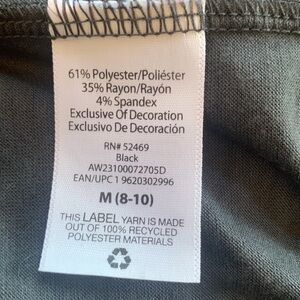 61% Polyester/Poliéster
35% Rayon/Rayón
4% Spandex
Exclusive Of Decoration
Exclusivo De Decoración
RN# 52469
Black
AW23100072705D
EAN/UPC 1 9620302996
M (8-10)
THIS LABEL YARN IS MADE
OUT OF 100% RECYCLED
POLYESTER MATERIALS